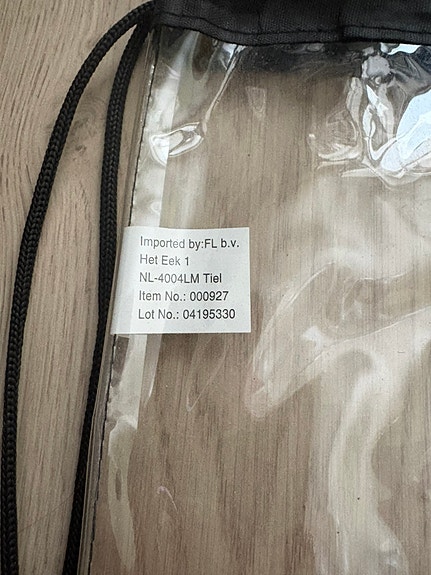 Imported by:FL b.v.
Het Eek 1
NL-4004LM Tiel
Item No.: 000927
Lot No.: 04195330